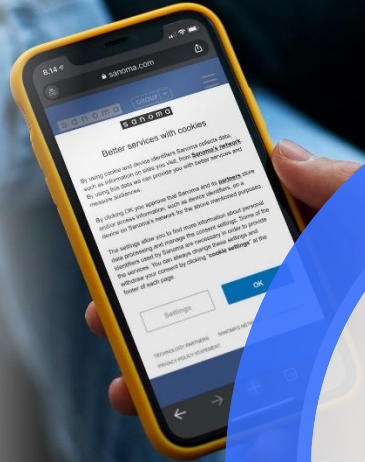 8.14
sanoma.com
sanoma
GROUP
sanoma
Better services with cookies
By using cookie and device identifiers Sanoma collects data,
such as information on sites you visit, from Sanoma's network.
By using this data we can provide you with better services and
measure audiences.
By clicking OK you approve that Sanoma and its partners store
and/or access information, such as device identifiers, on a
device on Sanoma's network for the above mentioned purposes.
The settings allow you to find more information about personal
data processing and manage the consent settings. Some of the
identifiers used by Sanoma are necessary in order to provide
the services. You can always change these settings and
withdraw your consent by clicking "cookie settings" at the
footer of each page.
Settings
OK
TECHNOLOGY PARTNERS SANOMA'S
PRIVACY POLICY STATEMENT